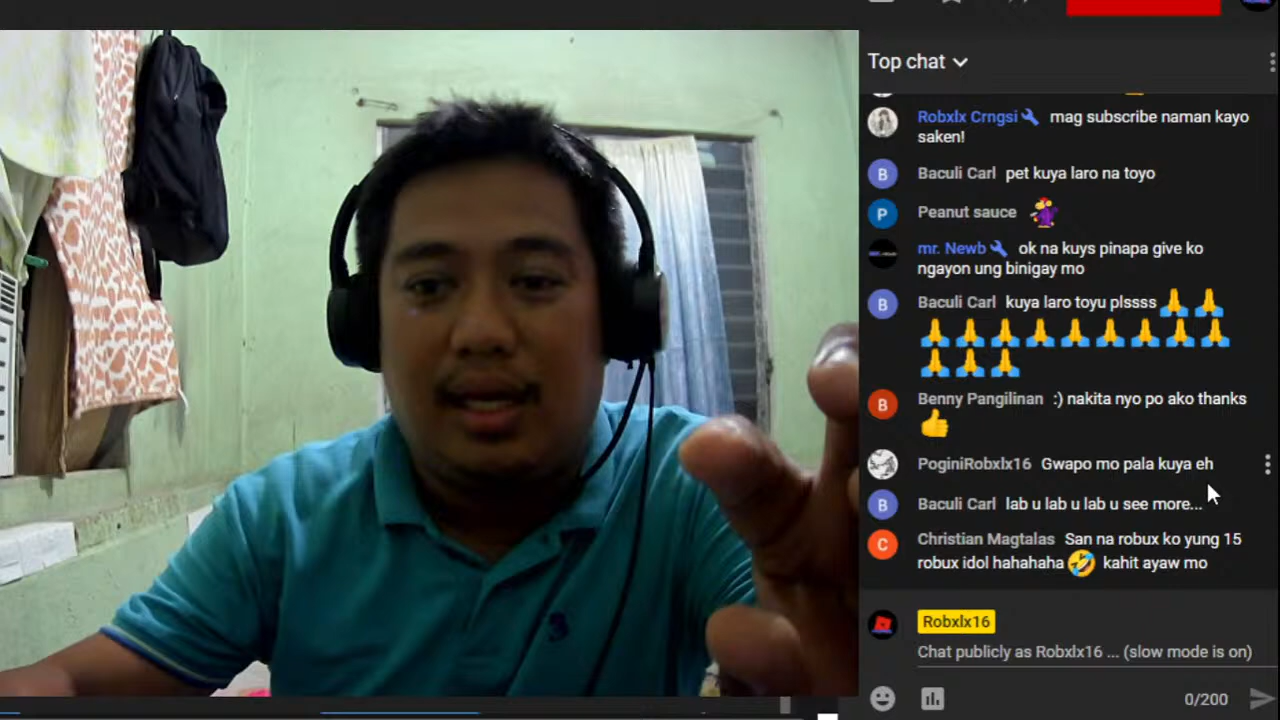 Top chat
Robxlx Crngsi mag subscribe naman kayo
saken!
Baculi Carl pet kuya laro na toyo
Peanut sauce
mr. Newb ok na kuys pinapa give ko
ngayon ung binigay mo
Baculi Carl kuya laro toyu plssss
Benny Pangilinan :) nakita nyo po ako thanks
PoginiRobxlx16 Gwapo mo pala kuya eh
Baculi Carl lab u lab u lab u see more...
Christian Magtalas San na robux ko yung 15
robux idol hahahaha kahit ayaw mo
Robxlx16
Chat publicly as Robxlx16 ... (slow mode is on)
0/200